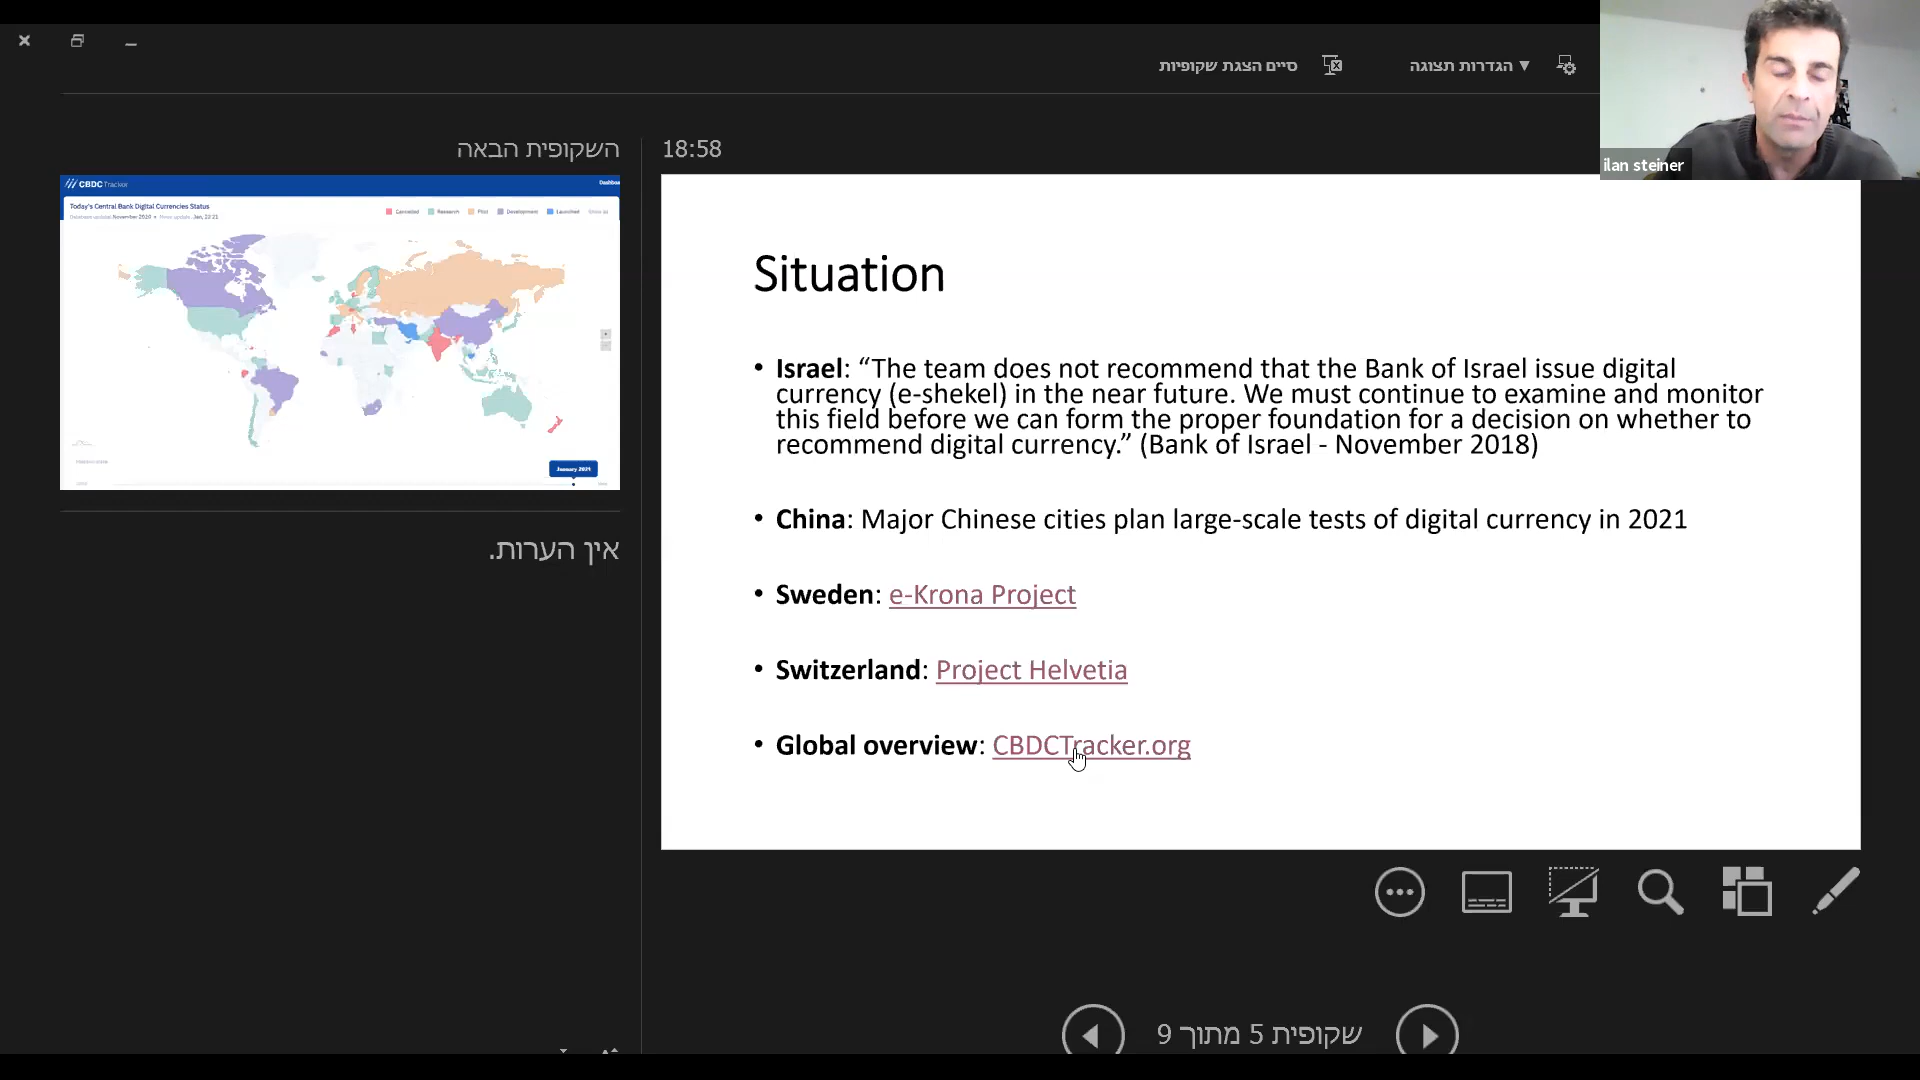 סיים הצגת שקופיות
הגדרות תצוגה
ilan steiner
השקופית הבאה
18:58
CBDC Tracker
Today's Central Bank Digital Currencies Status
Cancelled
Research
Pilot
Development
Launched
January 2021
אין הערות.
Situation
• Israel: “The team does not recommend that the Bank of Israel issue digital
currency (e-shekel) in the near future. We must continue to examine and monitor
this field before we can form the proper foundation for a decision on whether to
recommend digital currency.” (Bank of Israel - November 2018)
• China: Major Chinese cities plan large-scale tests of digital currency in 2021
• Sweden: e-Krona Project
• Switzerland: Project Helvetia
• Global overview: CBDCTracker.org
שקופית 5 מתוך 9